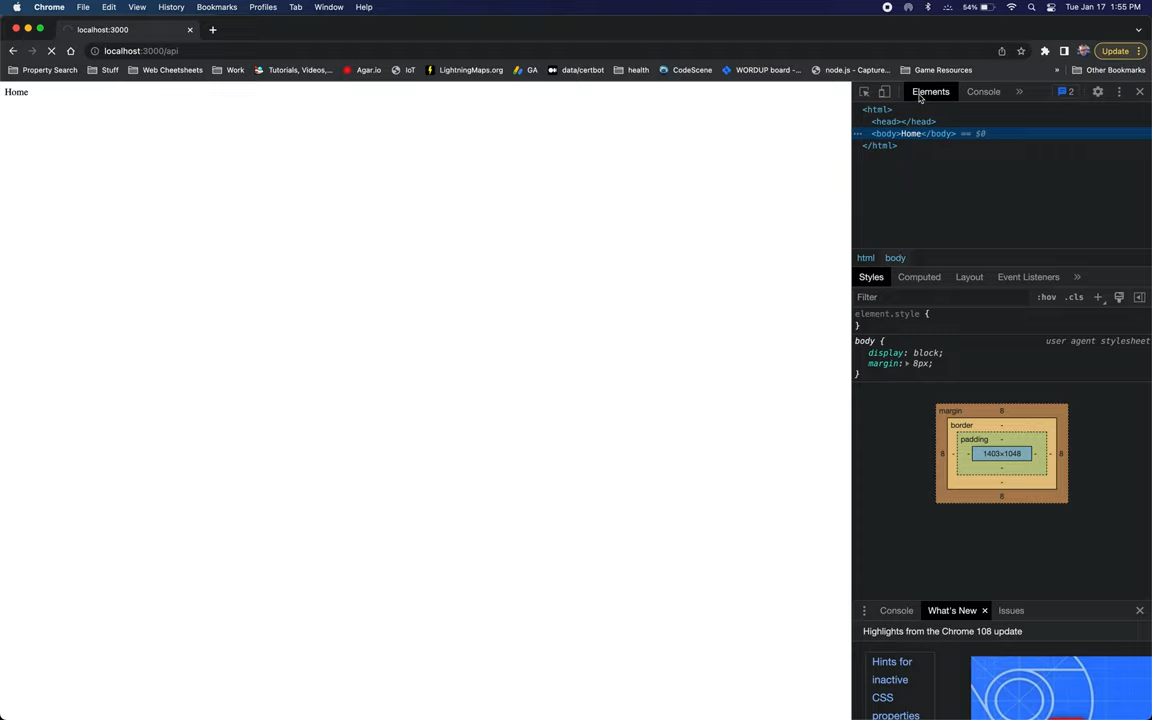 Chrome File Edit View History Bookmarks Profiles Tab Window Help 54% Tue Jan 17 1:55 PM
localhost:3000
localhost:3000/api Update
Property Search Stuff Web Cheetsheets Work Tutorials, Videos,... Agar.io IoT LightningMaps.org GA data/certbot health CodeScene WORDUP board -... node.js - Capture... Game Resources » Other Bookmarks
Home
Elements Console » 2
<html>
<head></head>
<body>Home</body> == $0
</html>
html body
Styles Computed Layout Event Listeners »
Filter :hov .cls
element.style {
}
body { user agent stylesheet
display: block;
margin: 8px;
}
margin 8
border -
padding -
8 - - 1403×1048 - - 8
-
-
8
Console What's New × Issues
Highlights from the Chrome 108 update
Hints for
inactive
CSS
properties